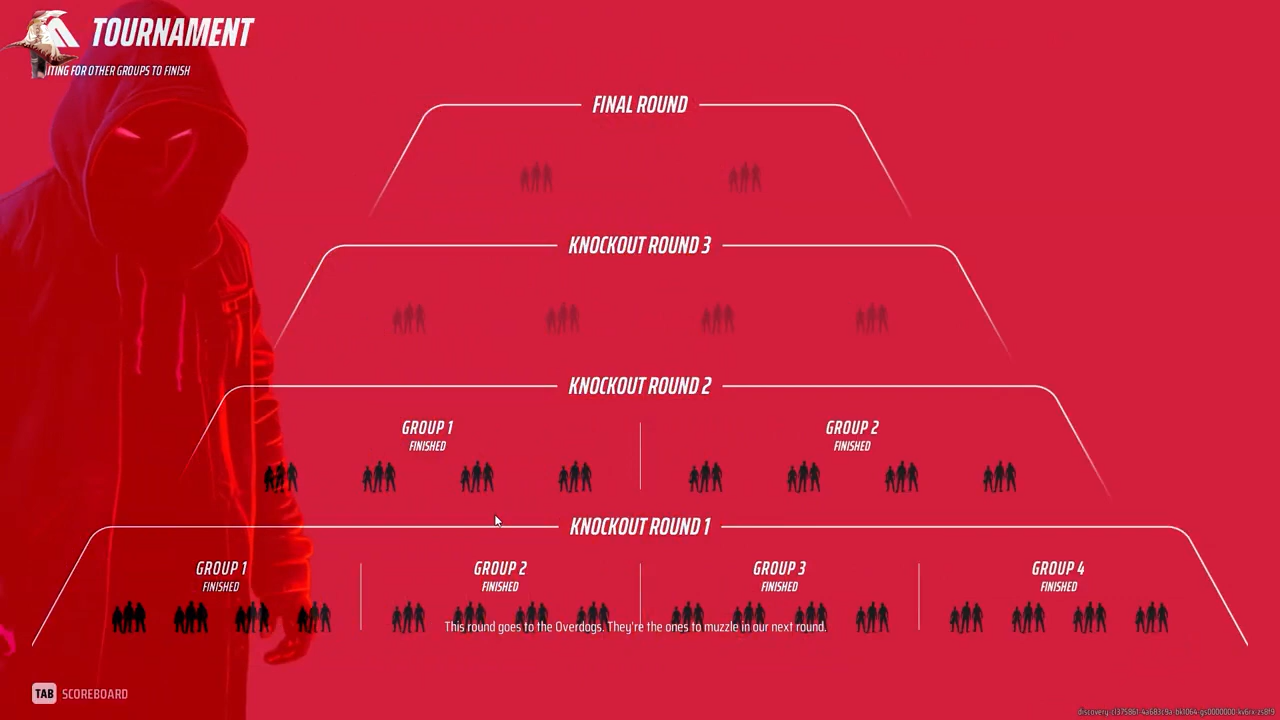 TOURNAMENT
ITING FOR OTHER GROUPS TO FINISH
FINAL ROUND
KNOCKOUT ROUND 3
KNOCKOUT ROUND 2
GROUP 1
FINISHED
GROUP 2
FINISHED
KNOCKOUT ROUND 1
GROUP 1
FINISHED
GROUP 2
FINISHED
GROUP 3
FINISHED
GROUP 4
FINISHED
This round goes to the Overdogs. They're the ones to muzzle in our next round.
TAB SCOREBOARD